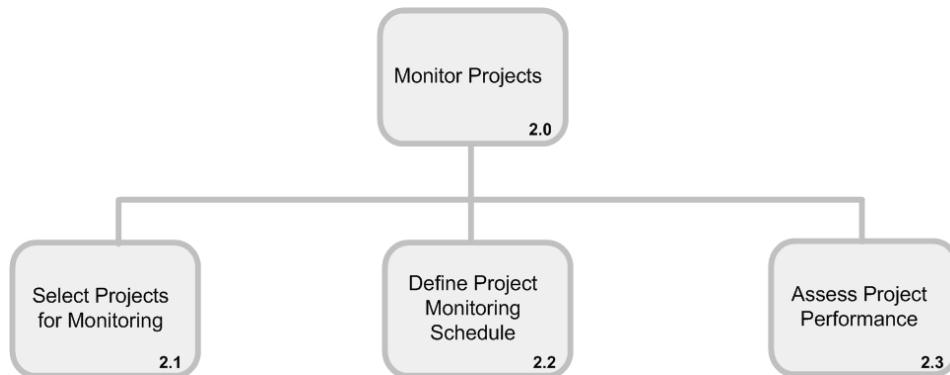 Monitor Projects
2.0
Select Projects
for Monitoring
2.1
Define Project
Monitoring
Schedule
2.2
Assess Project
Performance
2.3